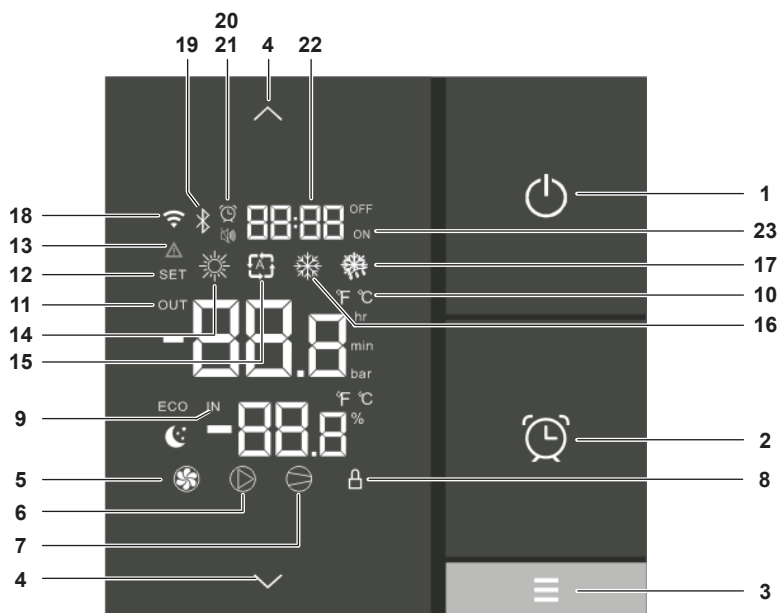 20
19 21 4 22
88:88 OFF
18 1
ON 23
13
SET A 17
12
°F °C 10
11 OUT
16
14 -88.8 hr
15 min
bar
ECO IN °F °C
9 -88.8 %
2
5 8
6
7
4 3